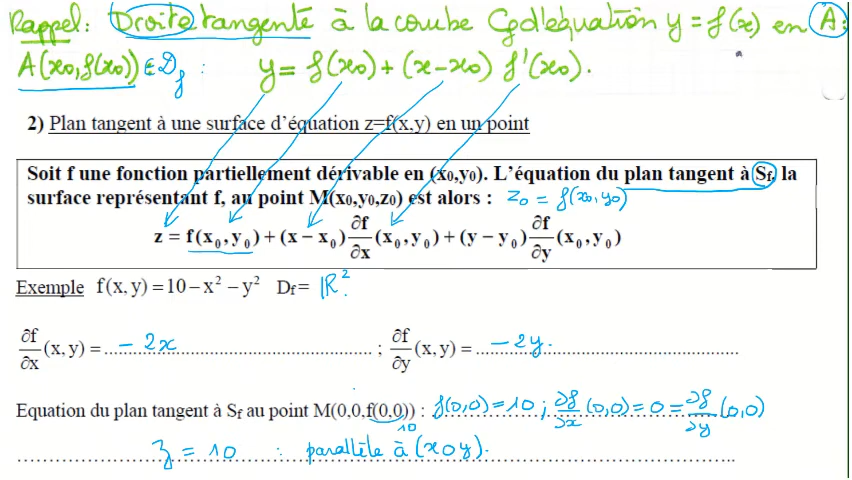 Rappel: Droite tangente à la courbe Cf d'équation y = f(x) en A;
A(x₀, f(x₀)) ∈ 𝒟f : y = f(x₀) + (x - x₀) f'(x₀).
2) Plan tangent à une surface d'équation z=f(x,y) en un point
Soit f une fonction partiellement dérivable en (x₀,y₀). L'équation du plan tangent à Sf, la
surface représentant f, au point M(x₀,y₀,z₀) est alors : z₀ = f(x₀,y₀)
z = f(x₀,y₀) + (x − x₀) ∂f/∂x (x₀,y₀) + (y − y₀) ∂f/∂y (x₀,y₀)
Exemple f(x,y) = 10 − x² − y² Df = ℝ².
∂f/∂x (x,y) = − 2x ; ∂f/∂y (x,y) = − 2y.
Equation du plan tangent à Sf au point M(0,0,f(0,0)) : f(0,0) = 10 ; ∂f/∂x (0,0) = 0 = ∂f/∂y (0,0)
10
z = 10 : parallèle à (xOy).